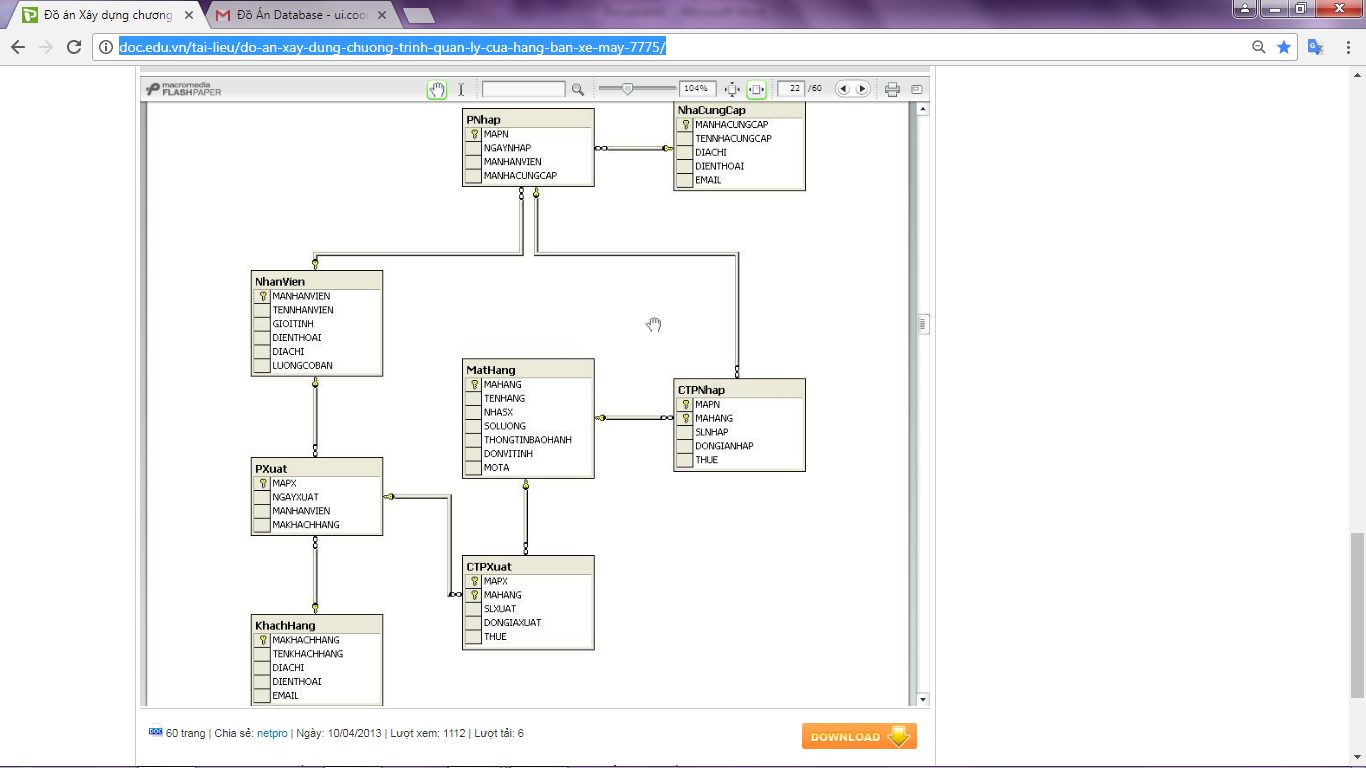 Đồ án Xây dựng chương
Đồ Án Database - ui.coo
doc.edu.vn/tai-lieu/do-an-xay-dung-chuong-trinh-quan-ly-cua-hang-ban-xe-may-7775/
macromedia
FLASHPAPER
104%
22 /60
PNhap
MAPN
NGAYNHAP
MANHANVIEN
MANHACUNGCAP
NhaCungCap
MANHACUNGCAP
TENNHACUNGCAP
DIACHI
DIENTHOAI
EMAIL
NhanVien
MANHANVIEN
TENNHANVIEN
GIOITINH
DIENTHOAI
DIACHI
LUONGCOBAN
MatHang
MAHANG
TENHANG
NHASX
SOLUONG
THONGTINBAOHANH
DONVITINH
MOTA
CTPNhap
MAPN
MAHANG
SLNHAP
DONGIANHAP
THUE
PXuat
MAPX
NGAYXUAT
MANHANVIEN
MAKHACHHANG
CTPXuat
MAPX
MAHANG
SLXUAT
DONGIAXUAT
THUE
KhachHang
MAKHACHHANG
TENKHACHHANG
DIACHI
DIENTHOAI
EMAIL
DOC 60 trang | Chia sẻ: netpro | Ngày: 10/04/2013 | Lượt xem: 1112 | Lượt tải: 6
DOWNLOAD